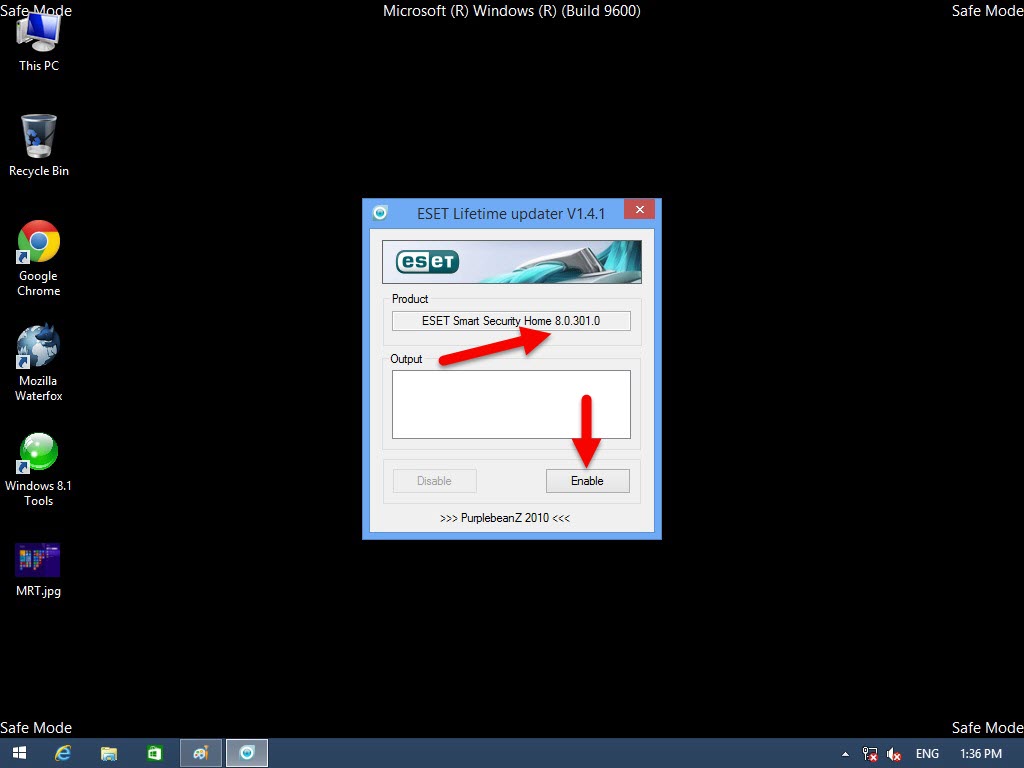 Safe Mode
Microsoft (R) Windows (R) (Build 9600)
Safe Mode
This PC
Recycle Bin
Google
Chrome
Mozilla
Waterfox
Windows 8.1
Tools
MRT.jpg
ESET Lifetime updater V1.4.1
eseT
Product
ESET Smart Security Home 8.0.301.0
Output
Disable
Enable
>>> PurplebeanZ 2010 <<<
Safe Mode
Safe Mode
ENG
1:36 PM